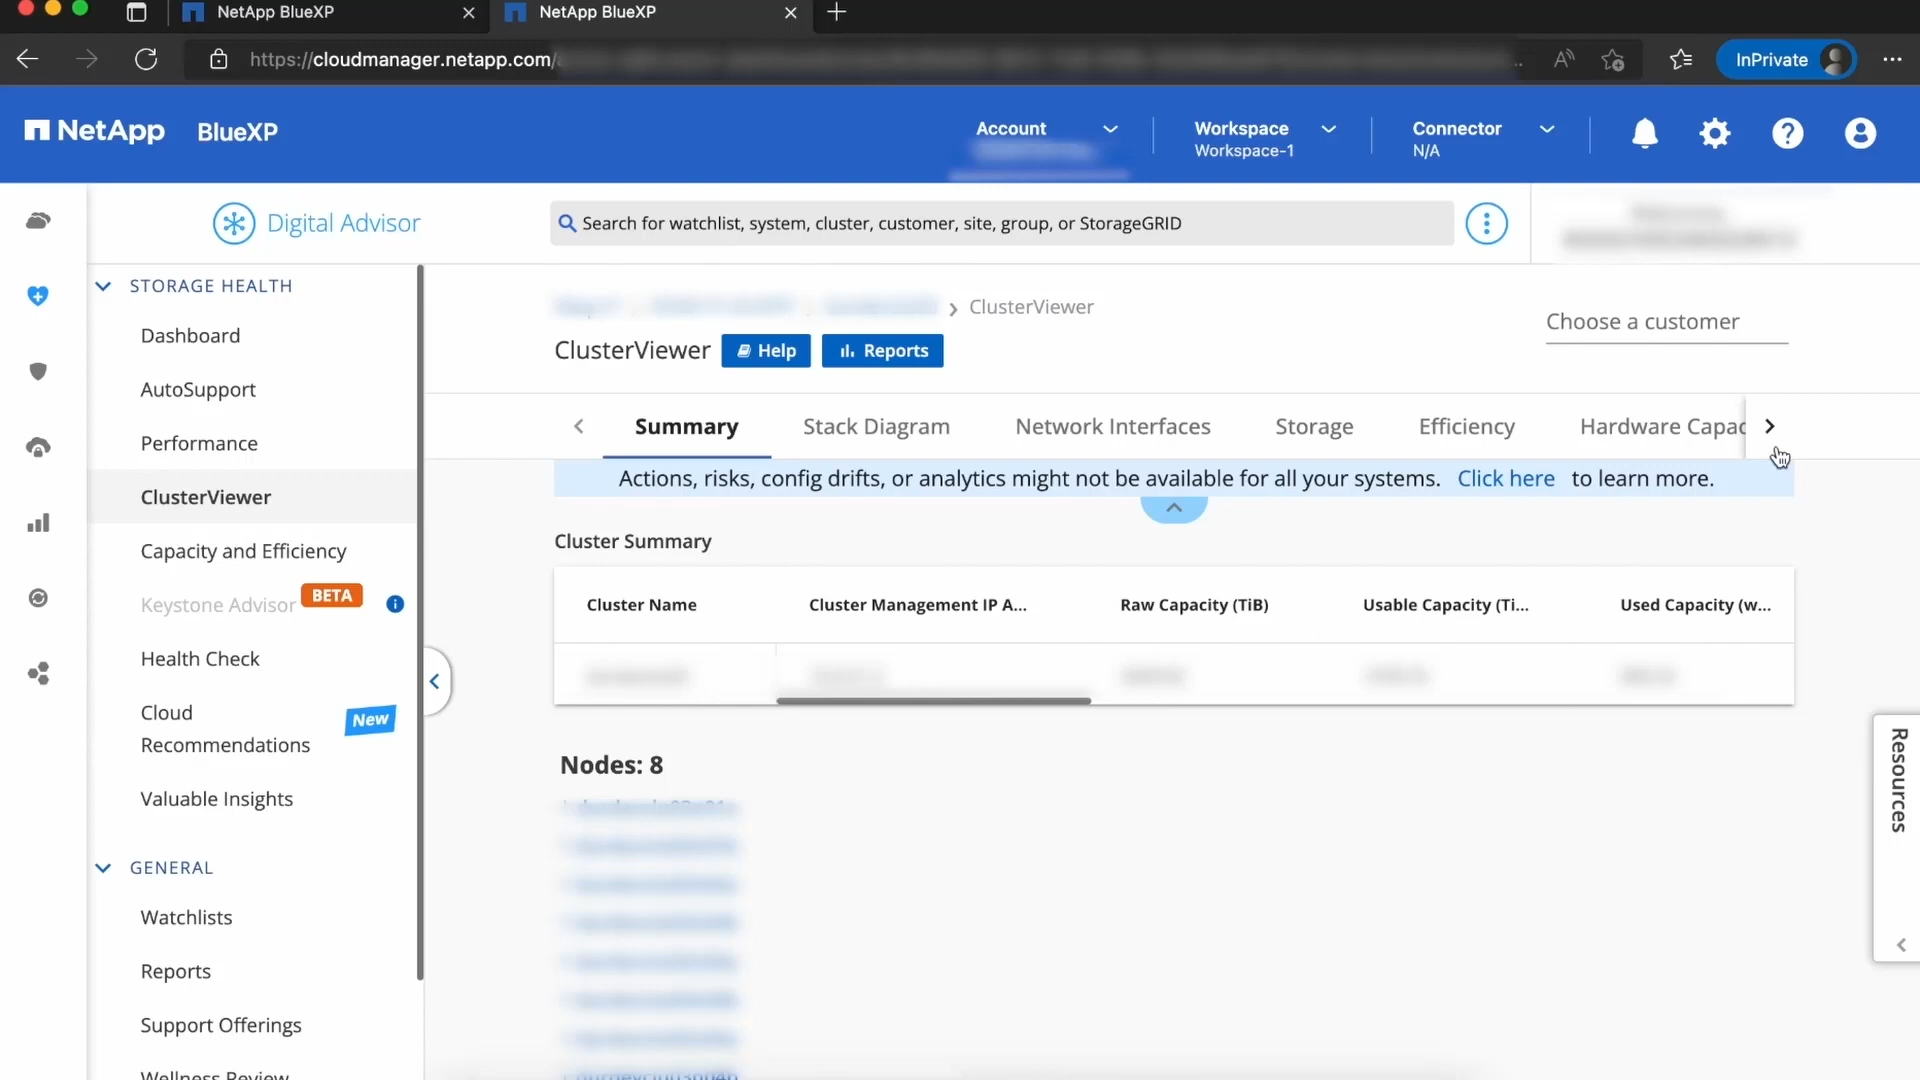 NetApp BlueXP
NetApp BlueXP
https://cloudmanager.netapp.com/
InPrivate
NetApp BlueXP
Account
Workspace
Workspace-1
Connector
N/A
Digital Advisor
Search for watchlist, system, cluster, customer, site, group, or StorageGRID
STORAGE HEALTH
Dashboard
AutoSupport
Performance
ClusterViewer
Capacity and Efficiency
Keystone Advisor BETA
Health Check
Cloud
Recommendations
New
Valuable Insights
GENERAL
Watchlists
Reports
Support Offerings
Wellness Review
ClusterViewer
ClusterViewer Help Reports
Choose a customer
Summary Stack Diagram Network Interfaces Storage Efficiency Hardware Capac
Actions, risks, config drifts, or analytics might not be available for all your systems. Click here to learn more.
Cluster Summary
Cluster Name Cluster Management IP A... Raw Capacity (TiB) Usable Capacity (Ti... Used Capacity (w...
Nodes: 8
Resources